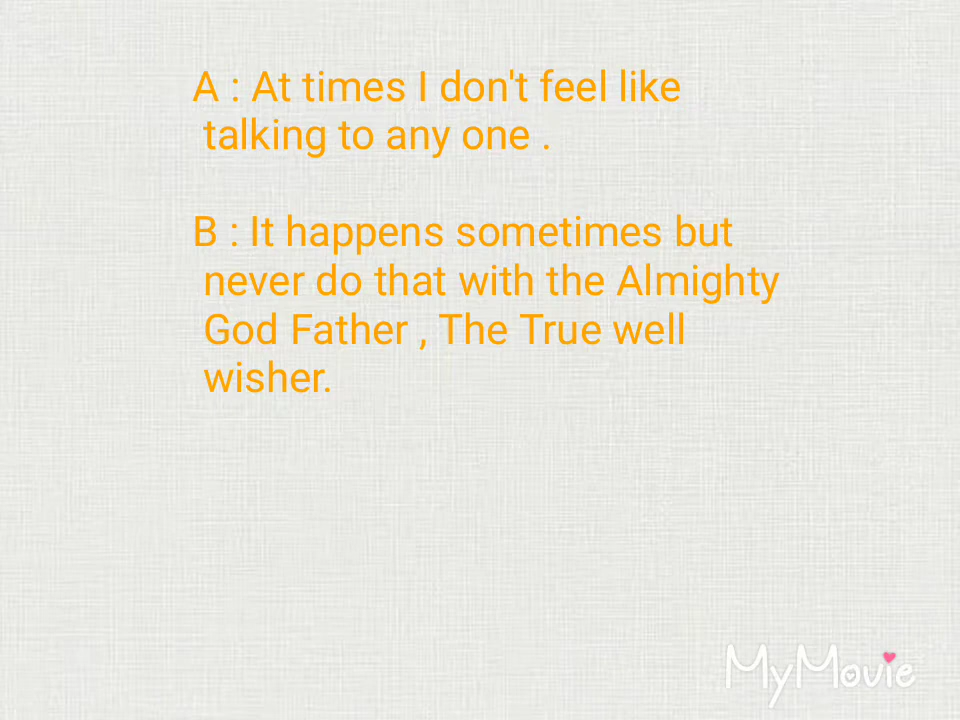 A : At times I don't feel like
talking to any one .
B : It happens sometimes but
never do that with the Almighty
God Father , The True well
wisher.
MyMovie